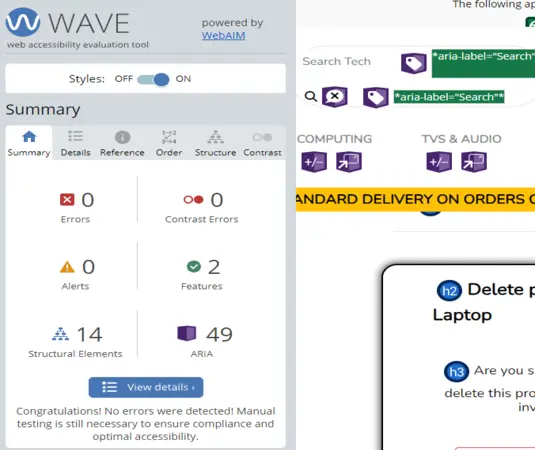 WAVE
powered by
WebAIM
web accessibility evaluation tool
Styles: OFF ON
Summary
Summary Details Reference Order Structure Contrast
0
Errors
0
Contrast Errors
0
Alerts
2
Features
14
Structural Elements
49
ARIA
View details ›
Congratulations! No errors were detected! Manual
testing is still necessary to ensure compliance and
optimal accessibility.
The following ap
Search Tech
*aria-label="Search"
*aria-label="Search"*
COMPUTING
TVS & AUDIO
+/-
+/-
ANDARD DELIVERY ON ORDERS O
h2 Delete p
Laptop
h3 Are you s
delete this pro
inv